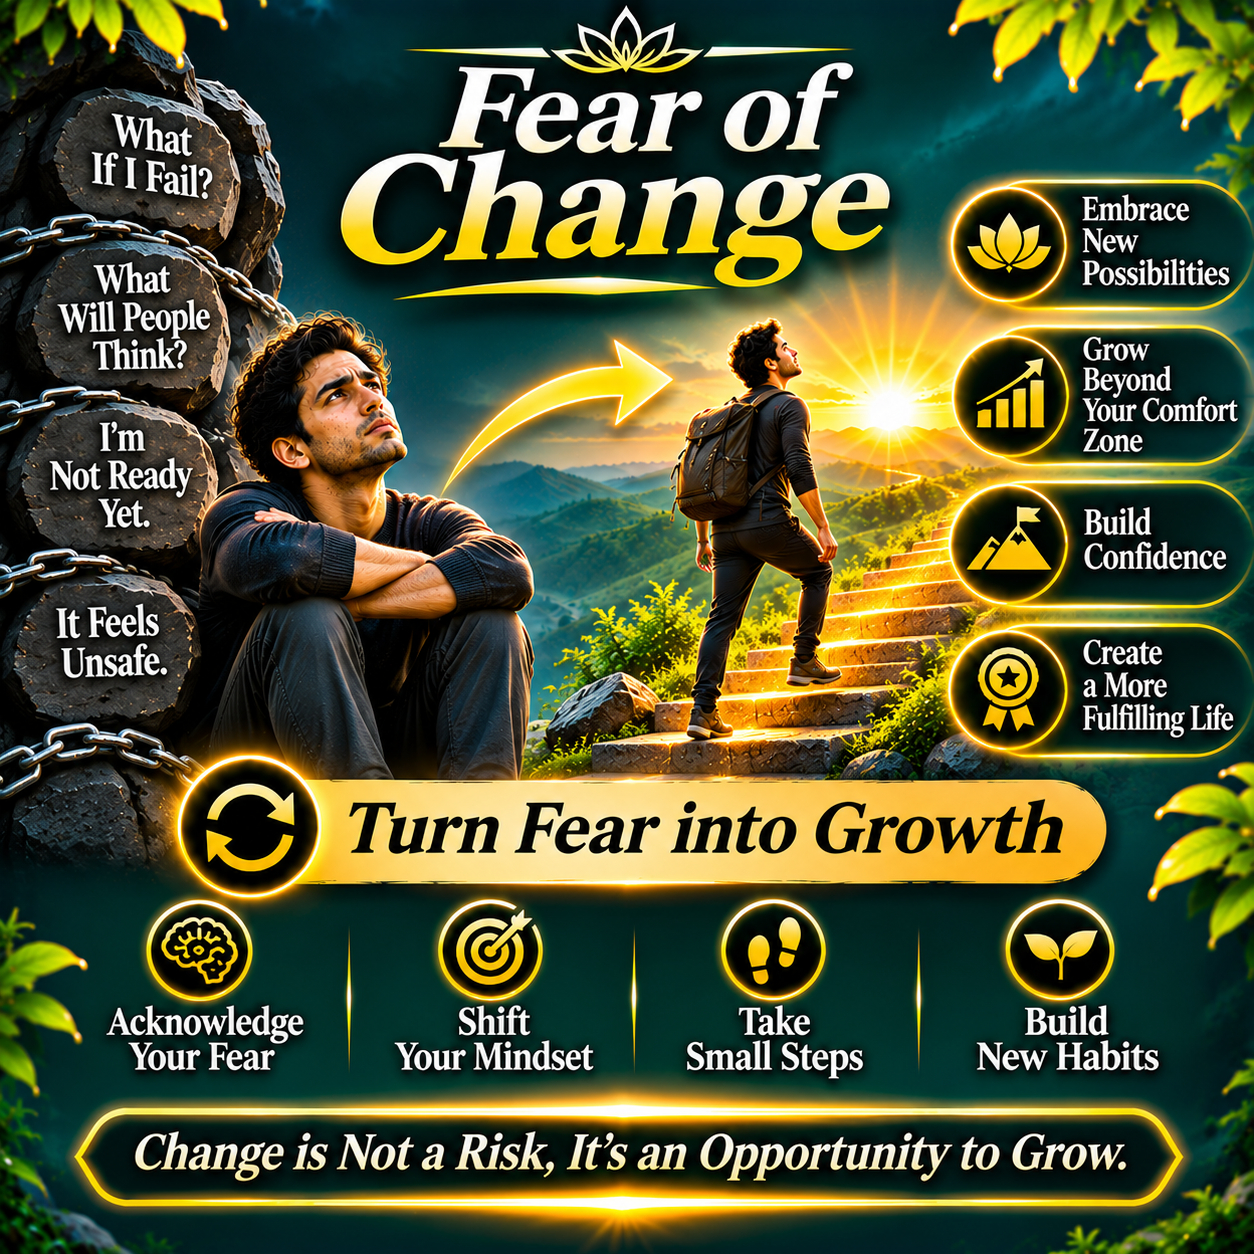 Fear of
Change
What
If I Fail?
What
Will People
Think?
I'm
Not Ready
Yet.
It Feels
Unsafe.
Embrace
New
Possibilities
Grow
Beyond
Your Comfort
Zone
Build
Confidence
Create
a More
Fulfilling Life
Turn Fear into Growth
Acknowledge
Your Fear
Shift
Your Mindset
Take
Small Steps
Build
New Habits
Change is Not a Risk, It's an Opportunity to Grow.